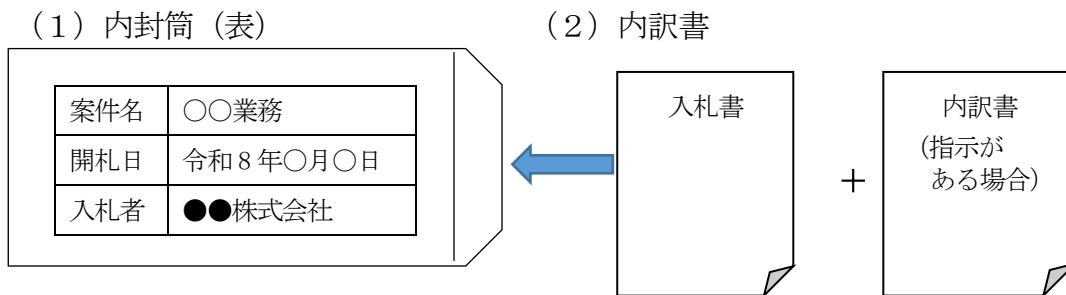 （１）内封筒（表）
（２）内訳書
案件名 ○○業務
開札日 令和８年○月○日
入札者 ●●株式会社
入札書
＋
内訳書
（指示が
ある場合）